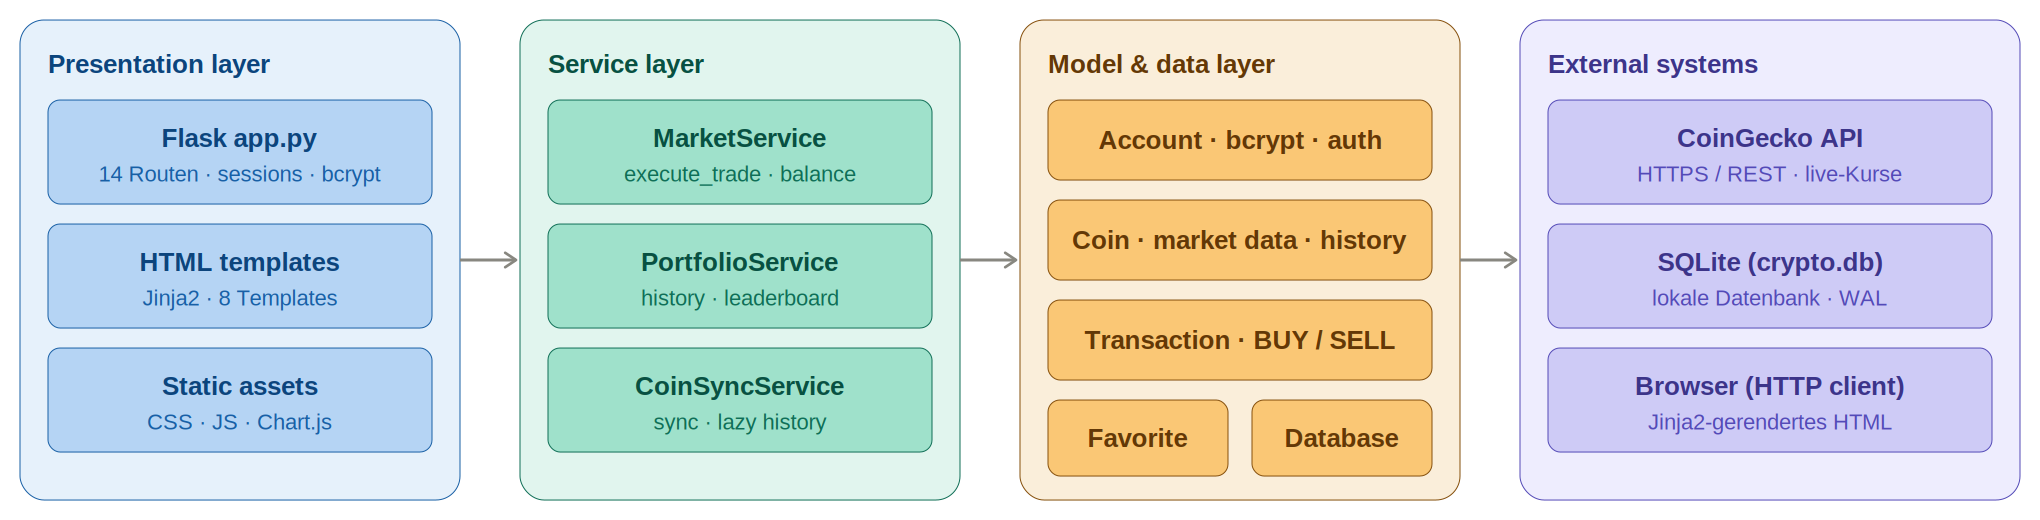 Presentation layer
Flask app.py
14 Routen · sessions · bcrypt
HTML templates
Jinja2 · 8 Templates
Static assets
CSS · JS · Chart.js
Service layer
MarketService
execute_trade · balance
PortfolioService
history · leaderboard
CoinSyncService
sync · lazy history
Model & data layer
Account · bcrypt · auth
Coin · market data · history
Transaction · BUY / SELL
Favorite
Database
External systems
CoinGecko API
HTTPS / REST · live-Kurse
SQLite (crypto.db)
lokale Datenbank · WAL
Browser (HTTP client)
Jinja2-gerendertes HTML